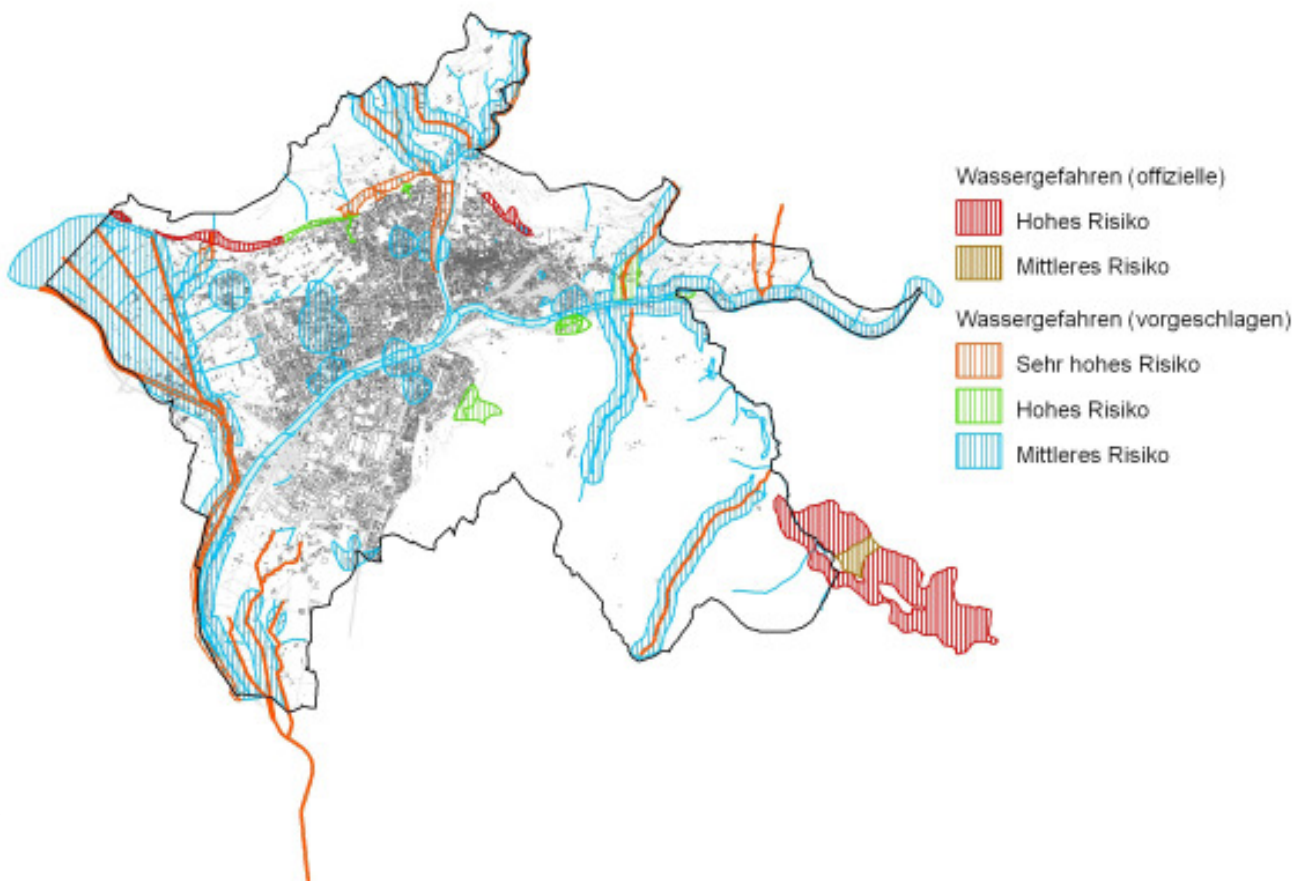 Wassergefahren (offizielle)
Hohes Risiko
Mittleres Risiko
Wassergefahren (vorgeschlagen)
Sehr hohes Risiko
Hohes Risiko
Mittleres Risiko